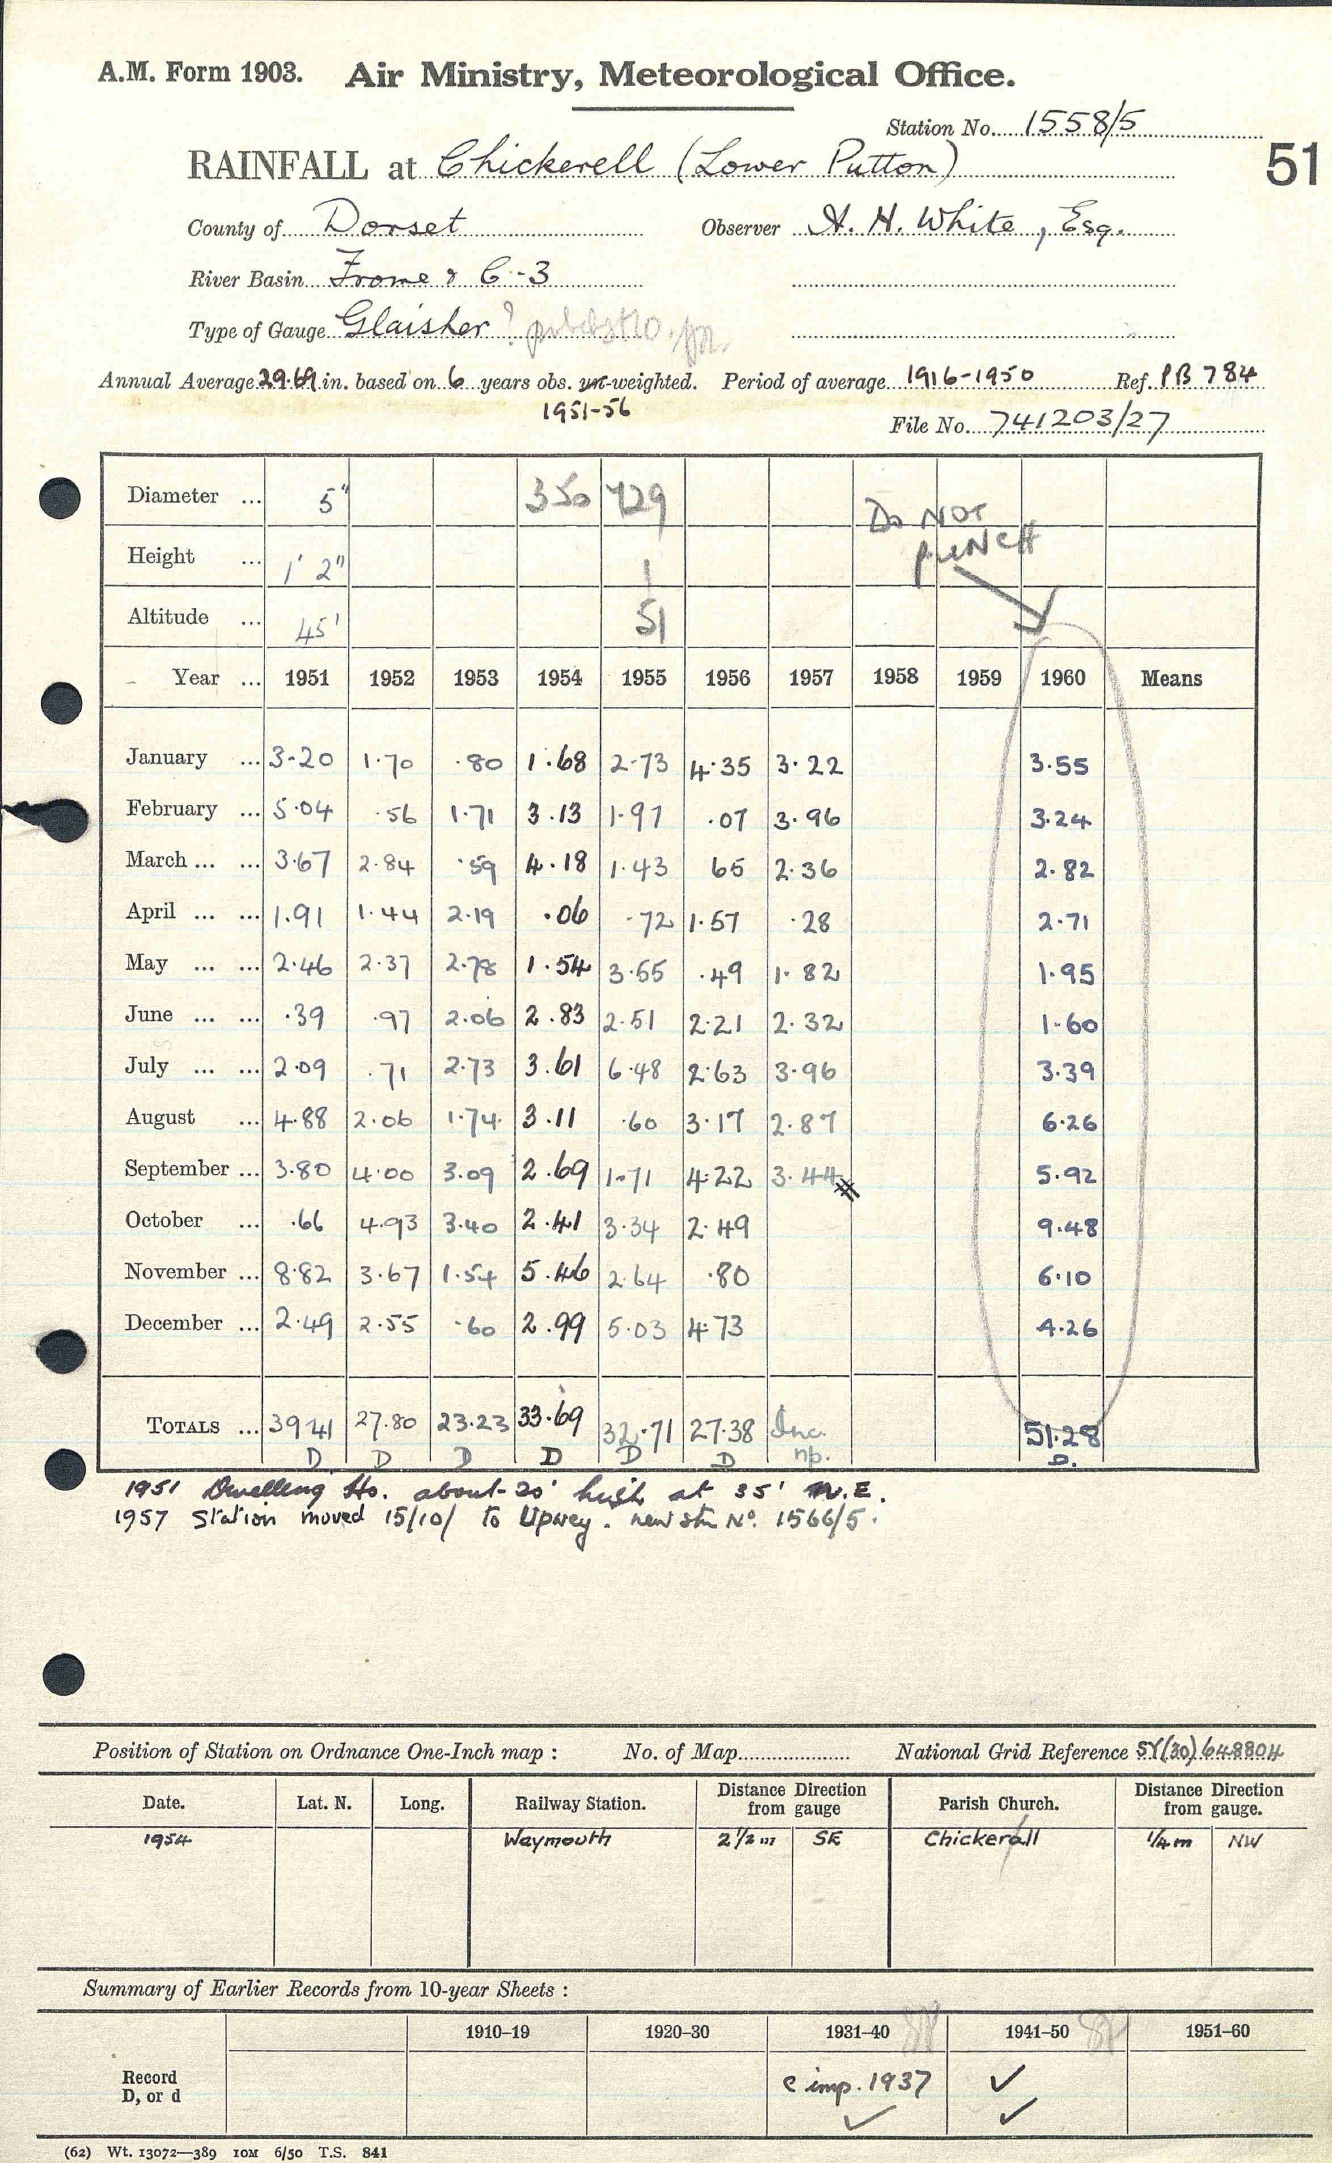 A.M. Form 1903. Air Ministry, Meteorological Office.
Station No. 1558/5
51
RAINFALL at Chickerell (Lower Putton)
County of Dorset Observer A. H. White, Esq.
River Basin Frome & C-3
Type of Gauge Glaisher ?
Annual Average 29.69 in. based on 6 years obs. un-weighted. Period of average 1916-1950 Ref. PB 784
1951-56
File No. 741203/27
Diameter ... 5" 350 729
Do NOT
PUNCH
Height ... 1' 2" 1
Altitude ... 45' 51
Year ... 1951 1952 1953 1954 1955 1956 1957 1958 1959 1960 Means
January ... 3.20 1.70 .80 1.68 2.73 4.35 3.22 3.55
February ... 5.04 .56 1.71 3.13 1.97 .07 3.96 3.24
March ... ... 3.67 2.84 .59 4.18 1.43 65 2.36 2.82
April ... ... 1.91 1.44 2.19 .06 .72 1.57 .28 2.71
May ... ... 2.46 2.37 2.78 1.54 3.55 .49 1.82 1.95
June ... ... .39 .97 2.06 2.83 2.51 2.21 2.32 1.60
July ... ... 2.09 .71 2.73 3.61 6.48 2.63 3.96 3.39
August ... 4.88 2.06 1.74 3.11 .60 3.17 2.87 6.26
September ... 3.80 4.00 3.09 2.69 1.71 4.22 3.44 5.92
October ... .66 4.93 3.40 2.41 3.34 2.49 9.48
November ... 8.82 3.67 1.54 5.46 2.64 .80 6.10
December ... 2.49 2.55 .60 2.99 5.03 4.73 4.26
TOTALS ... 39.41 27.80 23.23 33.69 32.71 27.38 Inc. 51.28
D D D D D D np. D.
1951 Dwelling Ho. about 20' high at 35' N.E.
1957 Station moved 15/10/ to Upwey. new stn No. 1566/5.
Position of Station on Ordnance One-Inch map : No. of Map National Grid Reference SY(30)648804
Date. Lat. N. Long. Railway Station. Distance Direction from gauge Parish Church. Distance Direction from gauge.
1954 Weymouth 2 1/2 m SE Chickerell 1/4 m NW
Summary of Earlier Records from 10-year Sheets :
1910–19 1920–30 1931–40 1941–50 1951–60
Record
D, or d
c imp. 1937 ✓
✓ ✓
(62) Wt. 13072—389 10M 6/50 T.S. 841